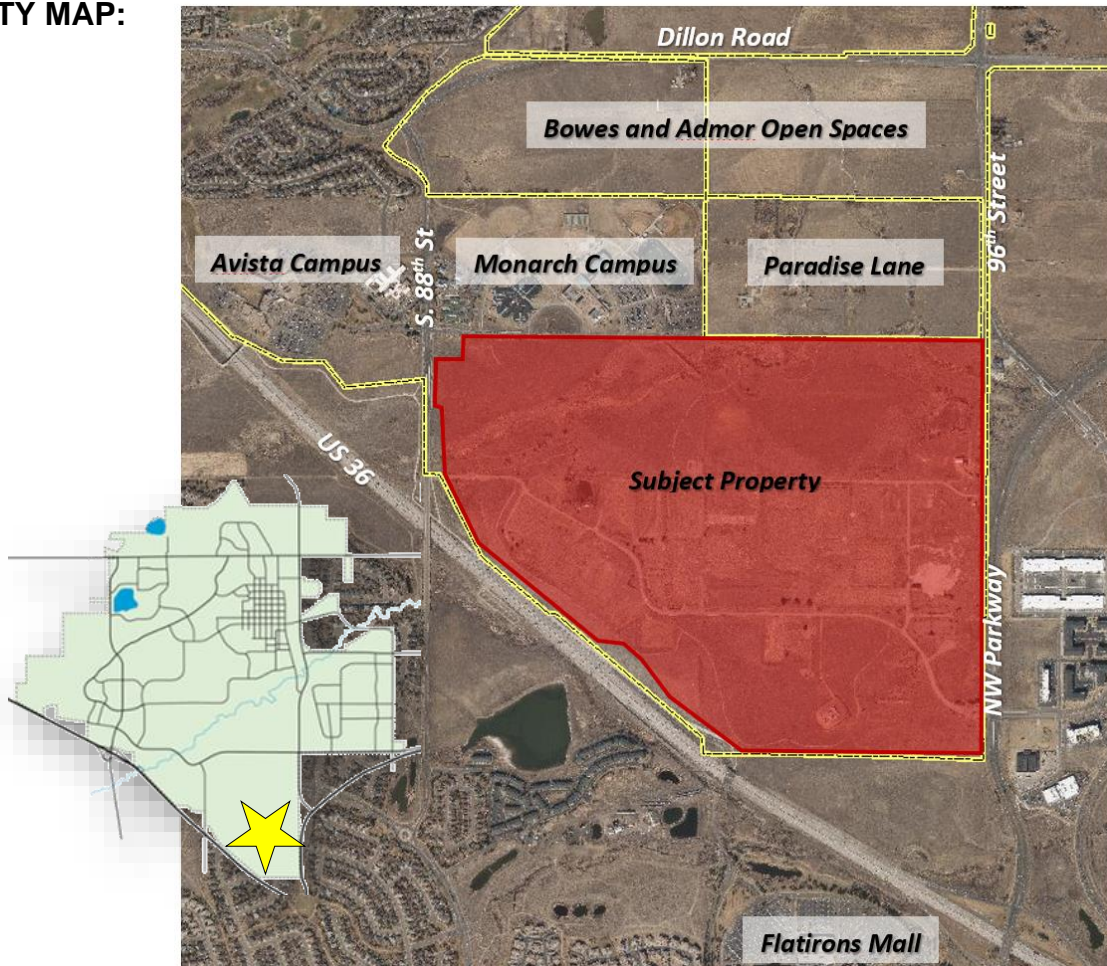 TY MAP:
Dillon Road
Bowes and Admor Open Spaces
96th Street
Avista Campus
S. 88th St
Monarch Campus
Paradise Lane
US 36
Subject Property
NW Parkway
Flatirons Mall